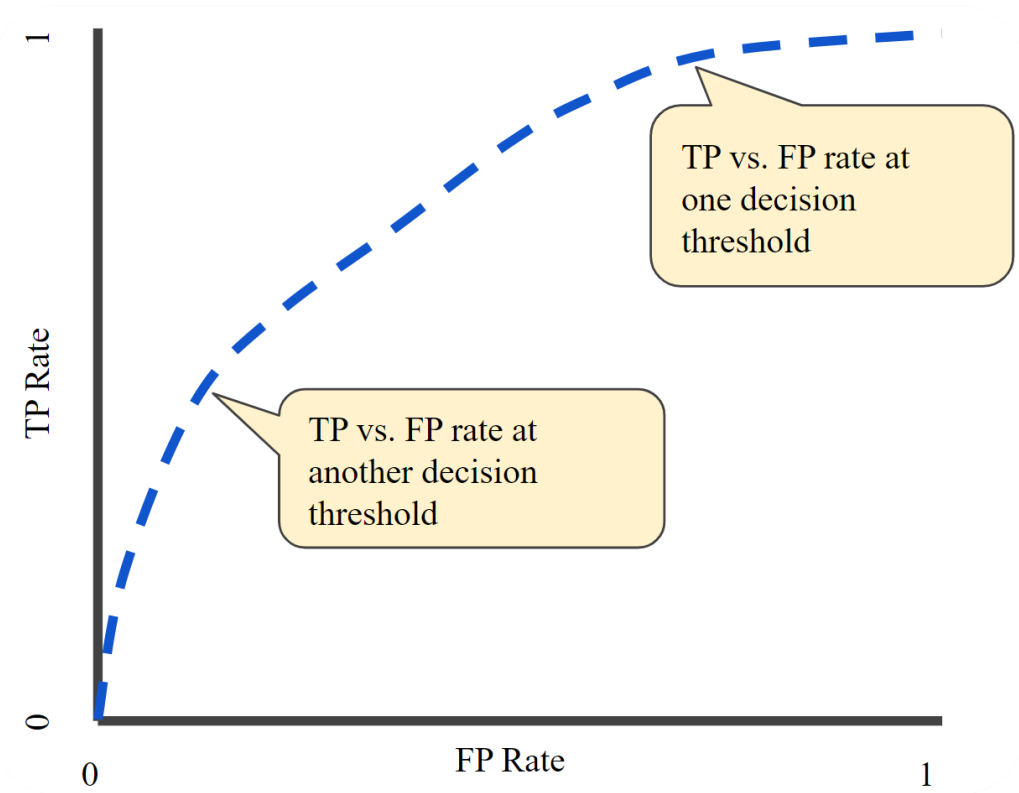 1
TP vs. FP rate at
one decision
threshold
TP Rate
TP vs. FP rate at
another decision
threshold
0
FP Rate
0
1